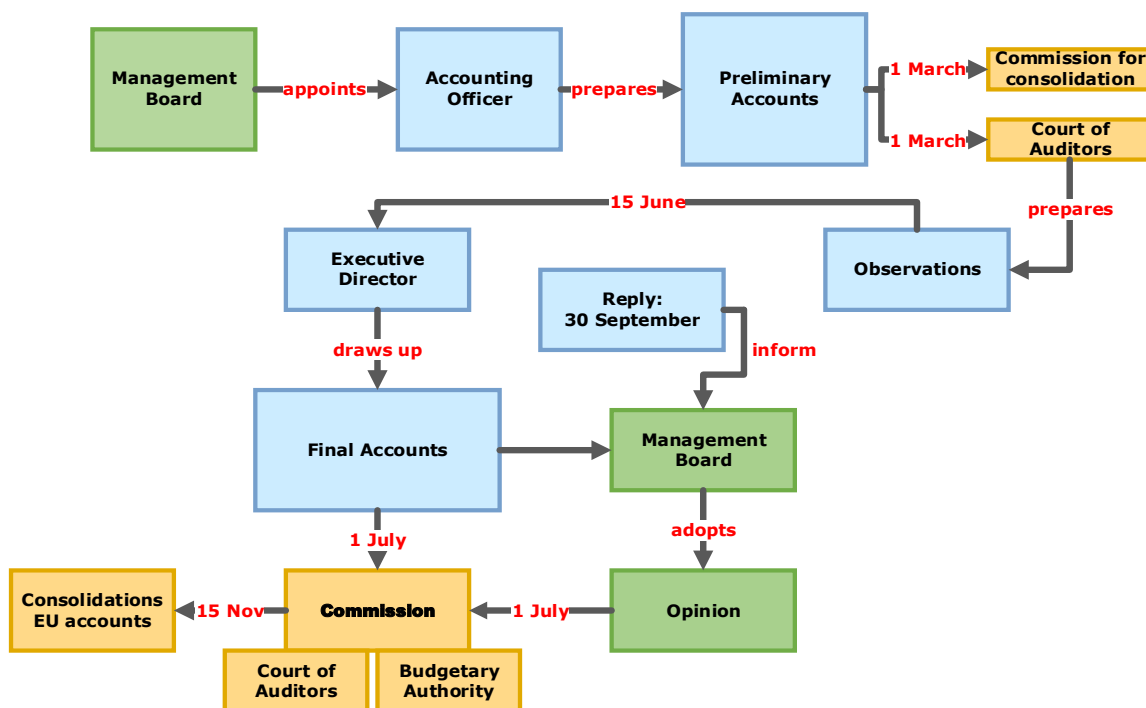 Management
Board
appoints
Accounting
Officer
prepares
Preliminary
Accounts
1 March
Commission for
consolidation
1 March
Court of
Auditors
prepares
15 June
Executive
Director
Observations
Reply:
30 September
inform
draws up
Final Accounts
Management
Board
1 July
adopts
Consolidations
EU accounts
15 Nov
Commission
1 July
Opinion
Court of
Auditors
Budgetary
Authority